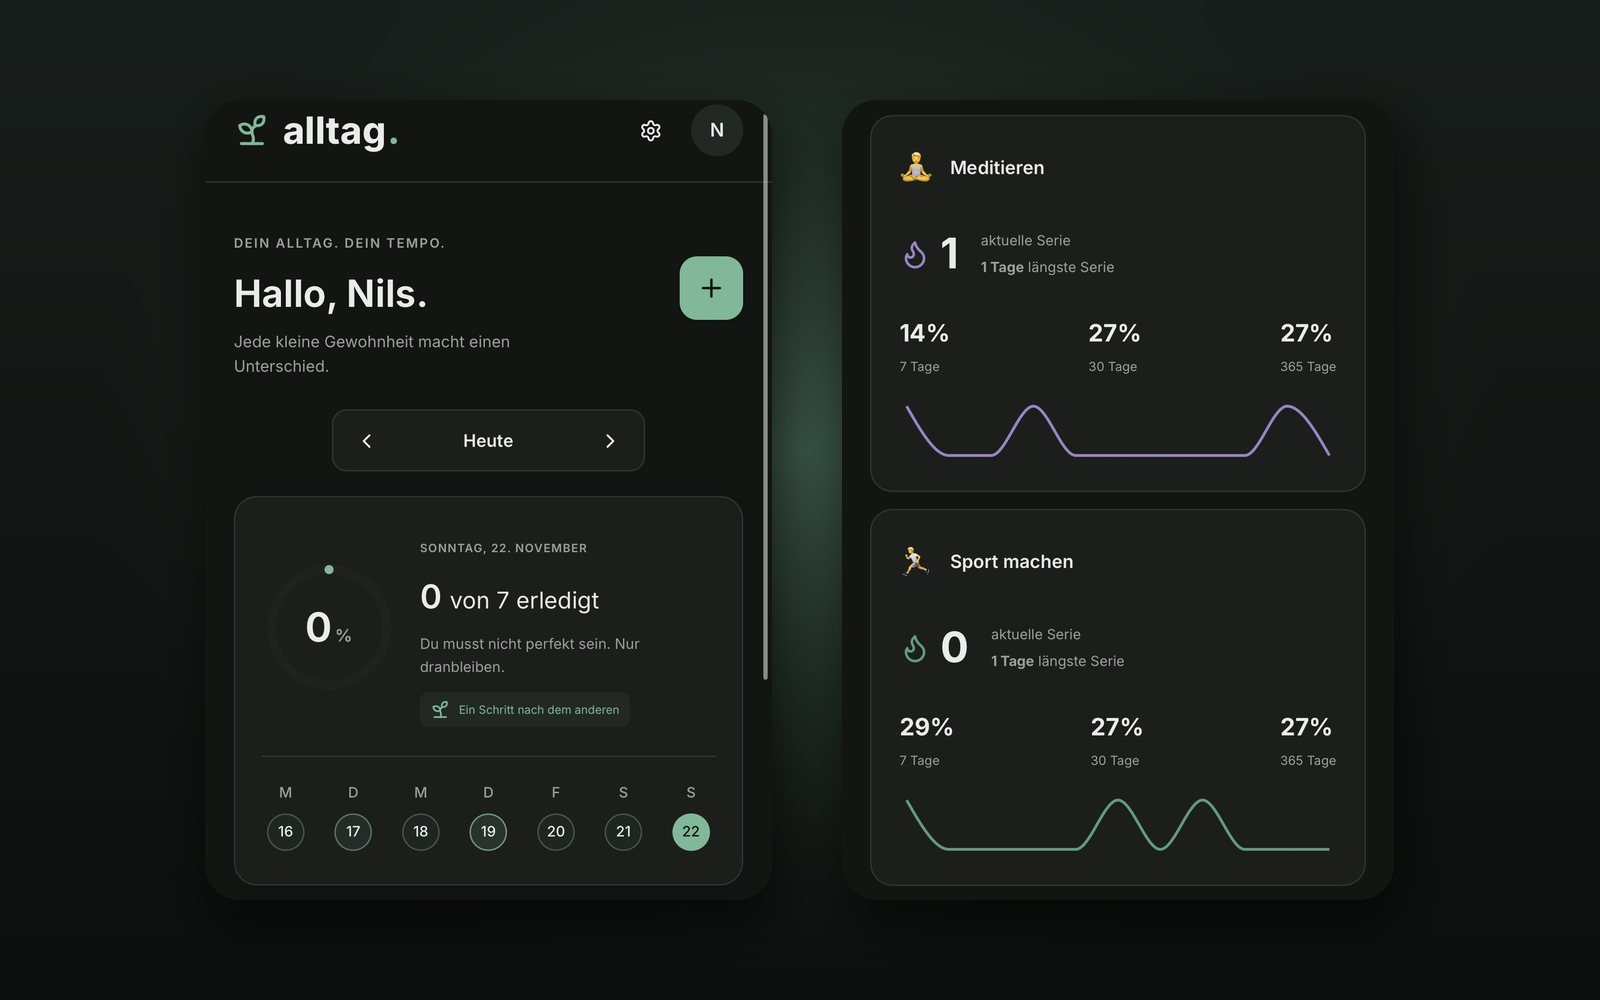 alltag.
N
DEIN ALLTAG. DEIN TEMPO.
Hallo, Nils.
Jede kleine Gewohnheit macht einen
Unterschied.
Heute
SONNTAG, 22. NOVEMBER
0 von 7 erledigt
0 %
Du musst nicht perfekt sein. Nur
dranbleiben.
Ein Schritt nach dem anderen
M D M D F S S
16 17 18 19 20 21 22
Meditieren
1
aktuelle Serie
1 Tage längste Serie
14% 27% 27%
7 Tage 30 Tage 365 Tage
Sport machen
0
aktuelle Serie
1 Tage längste Serie
29% 27% 27%
7 Tage 30 Tage 365 Tage